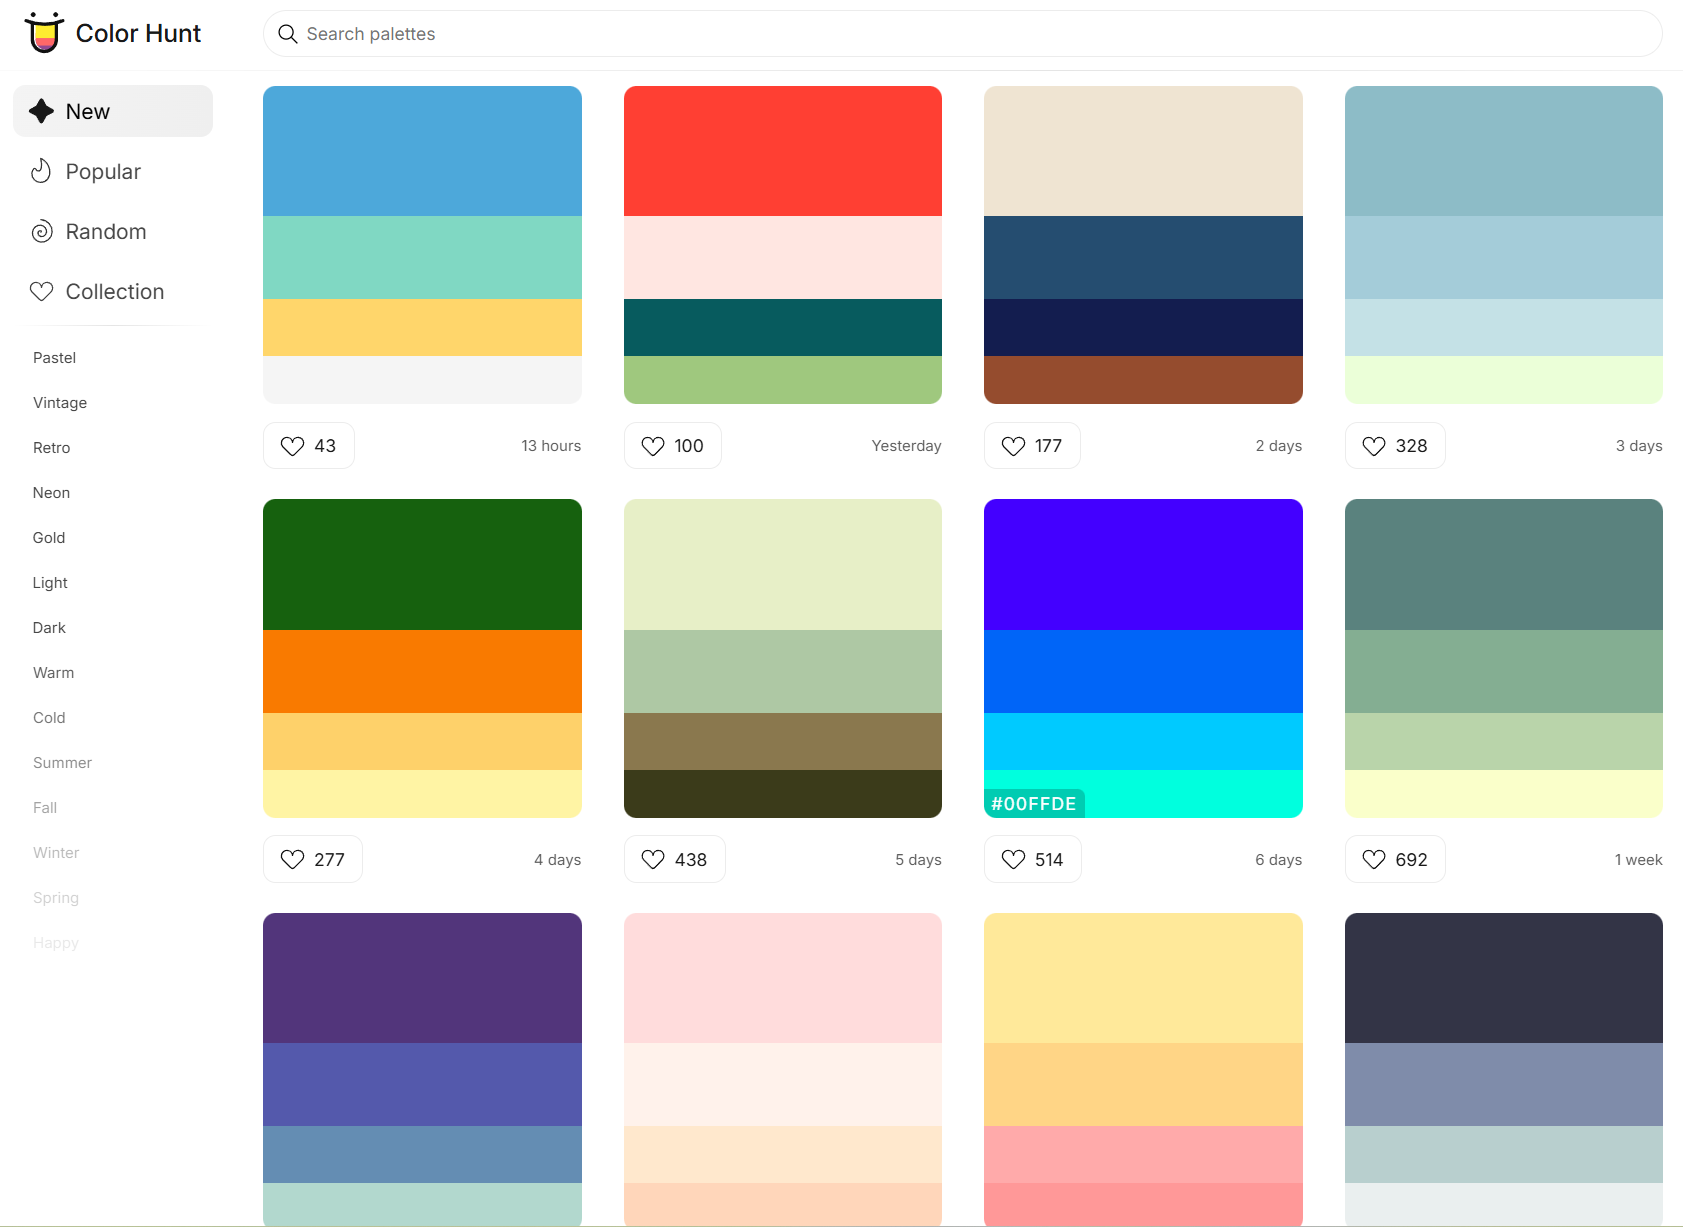 Color Hunt
Search palettes
New
Popular
Random
Collection
Pastel
Vintage
Retro
Neon
Gold
Light
Dark
Warm
Cold
Summer
Fall
Winter
Spring
Happy
43 13 hours
100 Yesterday
177 2 days
328 3 days
#00FFDE
277 4 days
438 5 days
514 6 days
692 1 week